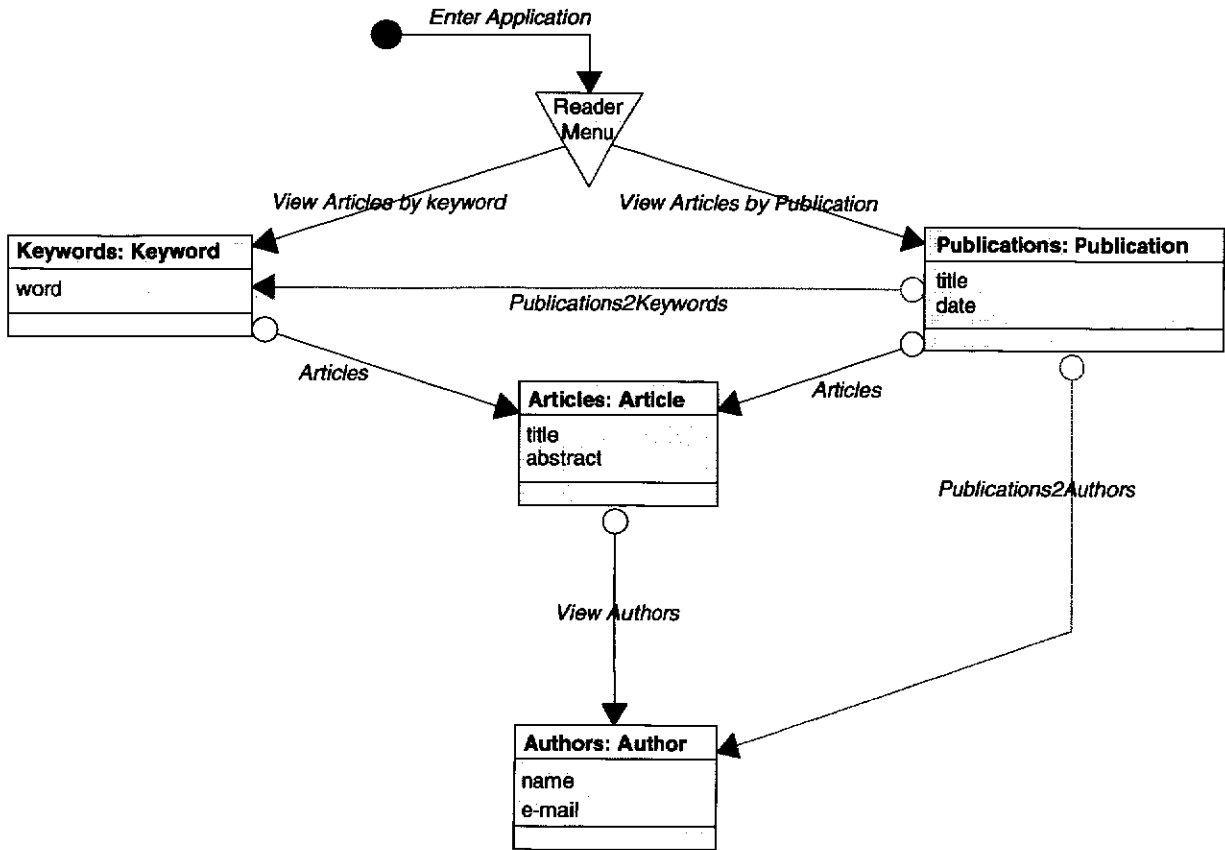 Enter Application
Reader
Menu
View Articles by keyword
View Articles by Publication
Keywords: Keyword
word
Publications: Publication
title
date
Publications2Keywords
Articles
Articles
Articles: Article
title
abstract
Publications2Authors
View Authors
Authors: Author
name
e-mail